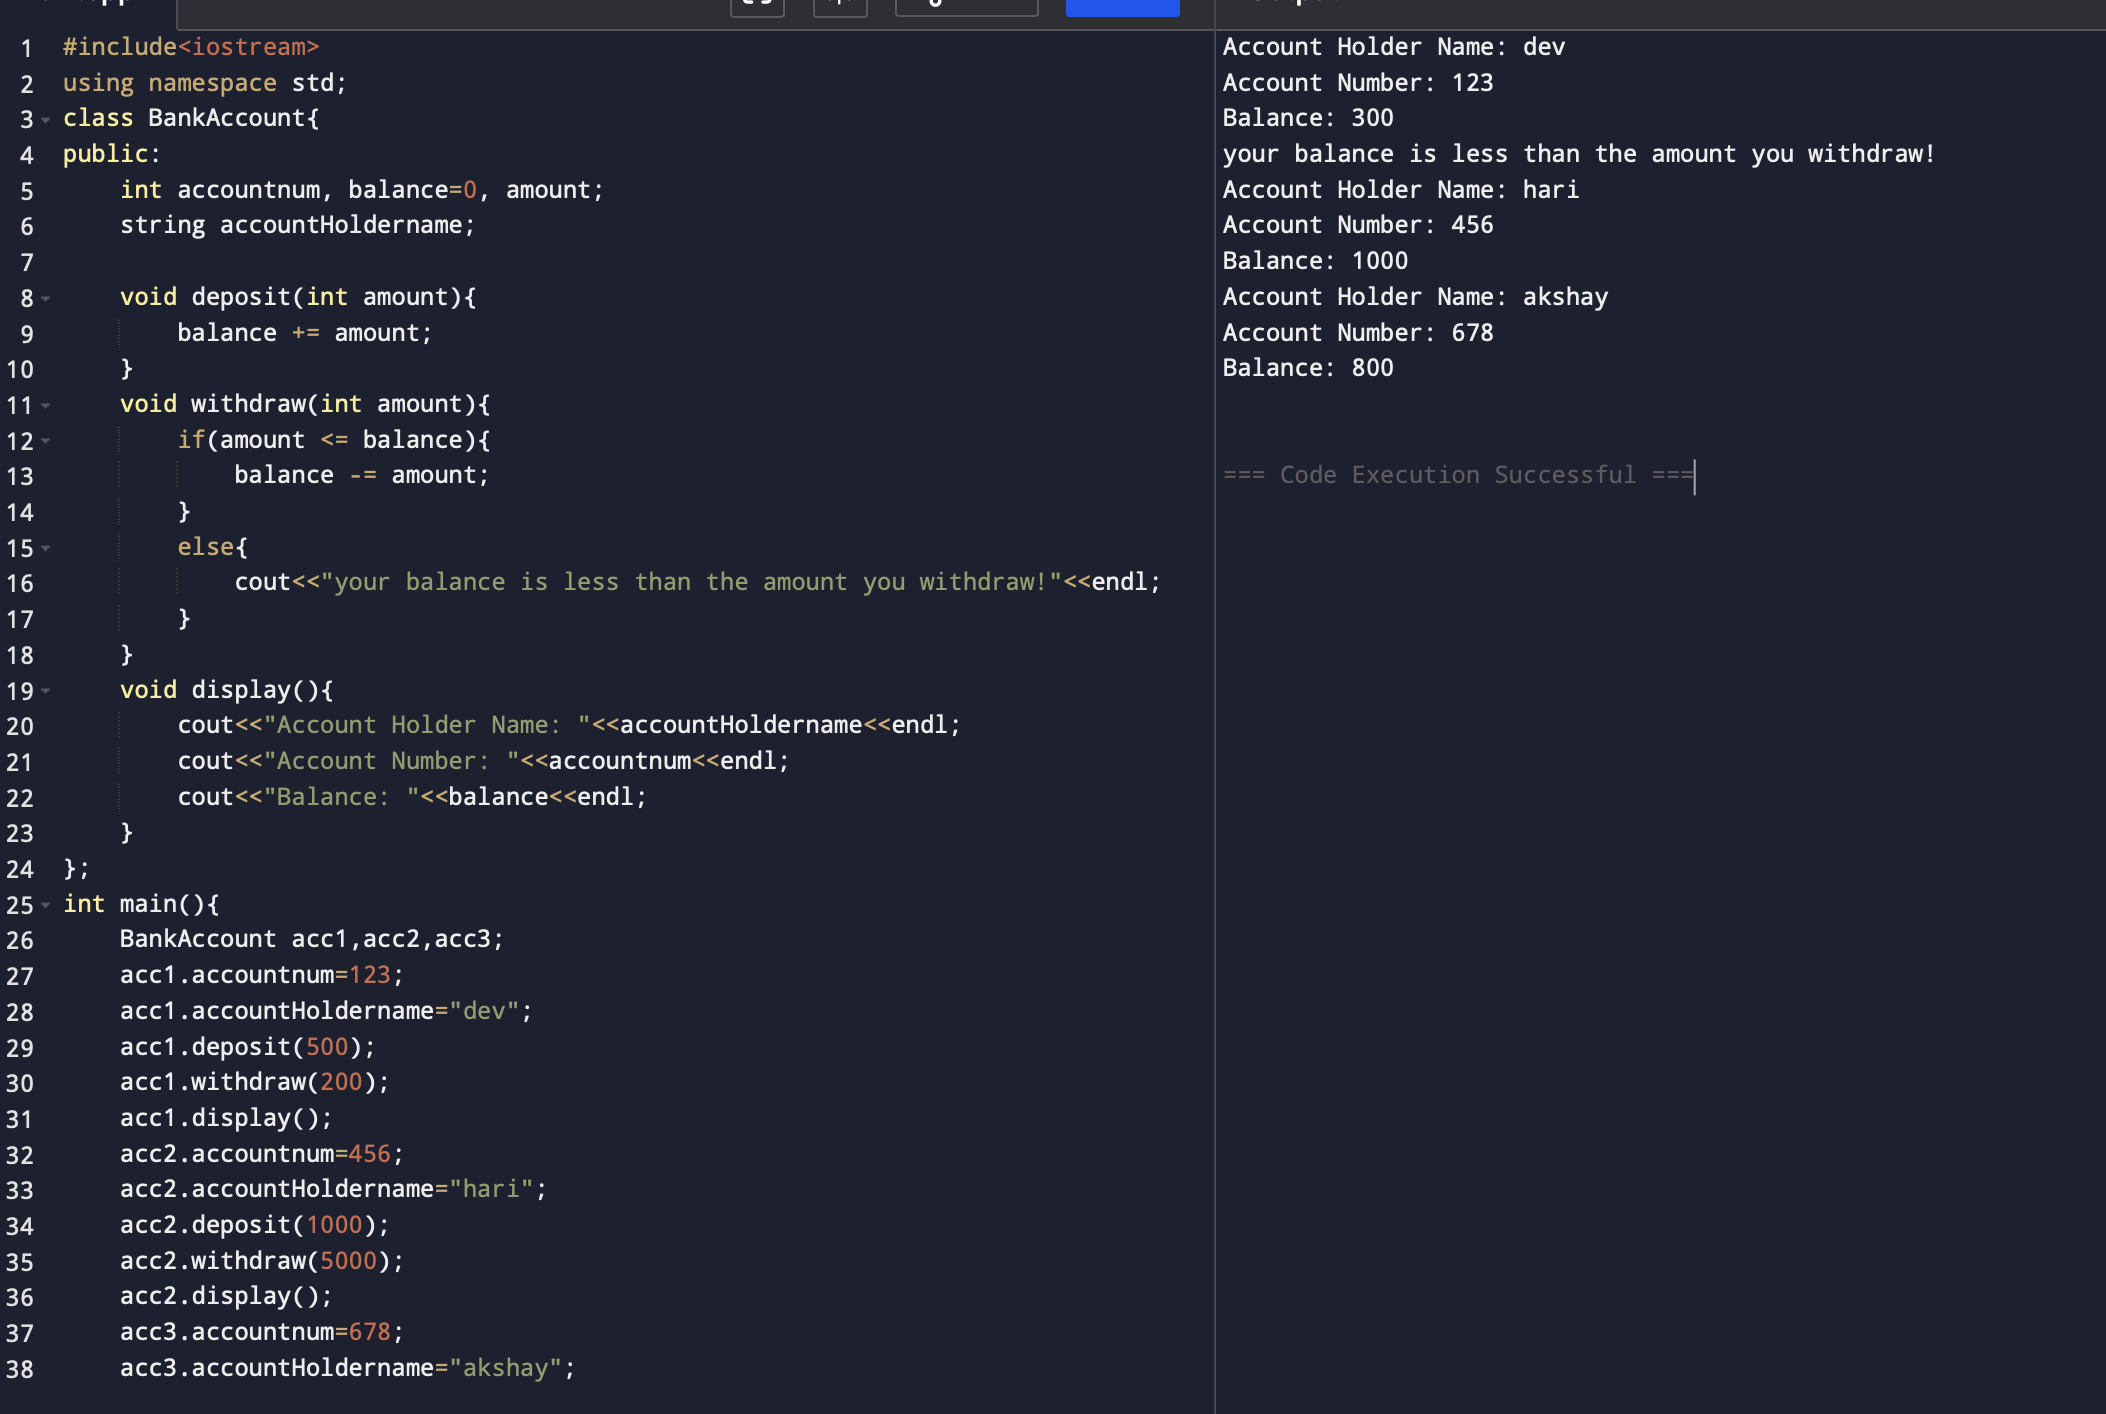 1 #include<iostream>
2 using namespace std;
3 class BankAccount{
4 public:
5     int accountnum, balance=0, amount;
6     string accountHoldername;
7
8     void deposit(int amount){
9         balance += amount;
10     }
11     void withdraw(int amount){
12         if(amount <= balance){
13             balance -= amount;
14         }
15         else{
16             cout<<"your balance is less than the amount you withdraw!"<<endl;
17         }
18     }
19     void display(){
20         cout<<"Account Holder Name: "<<accountHoldername<<endl;
21         cout<<"Account Number: "<<accountnum<<endl;
22         cout<<"Balance: "<<balance<<endl;
23     }
24 };
25 int main(){
26     BankAccount acc1,acc2,acc3;
27     acc1.accountnum=123;
28     acc1.accountHoldername="dev";
29     acc1.deposit(500);
30     acc1.withdraw(200);
31     acc1.display();
32     acc2.accountnum=456;
33     acc2.accountHoldername="hari";
34     acc2.deposit(1000);
35     acc2.withdraw(5000);
36     acc2.display();
37     acc3.accountnum=678;
38     acc3.accountHoldername="akshay";
Account Holder Name: dev
Account Number: 123
Balance: 300
your balance is less than the amount you withdraw!
Account Holder Name: hari
Account Number: 456
Balance: 1000
Account Holder Name: akshay
Account Number: 678
Balance: 800
=== Code Execution Successful ===